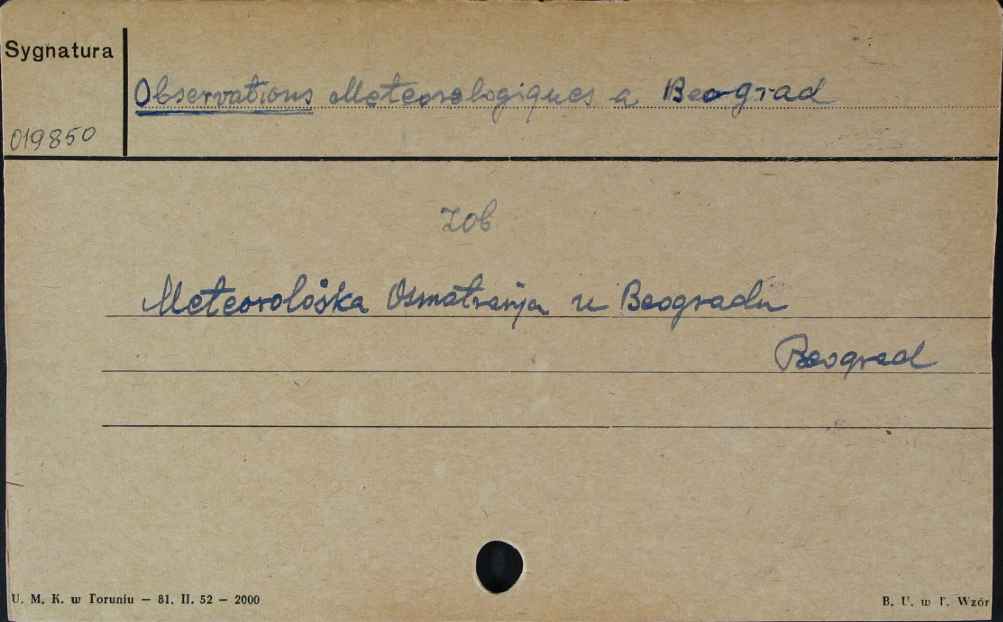 Sygnatura
Observations Meteorologiques a Beograd
019850
zob
Meteorološka Osmatranja u Beogradu
Beograd
U. M. K. w Toruniu — 81. II. 52 — 2000
B. U. w T. Wzór